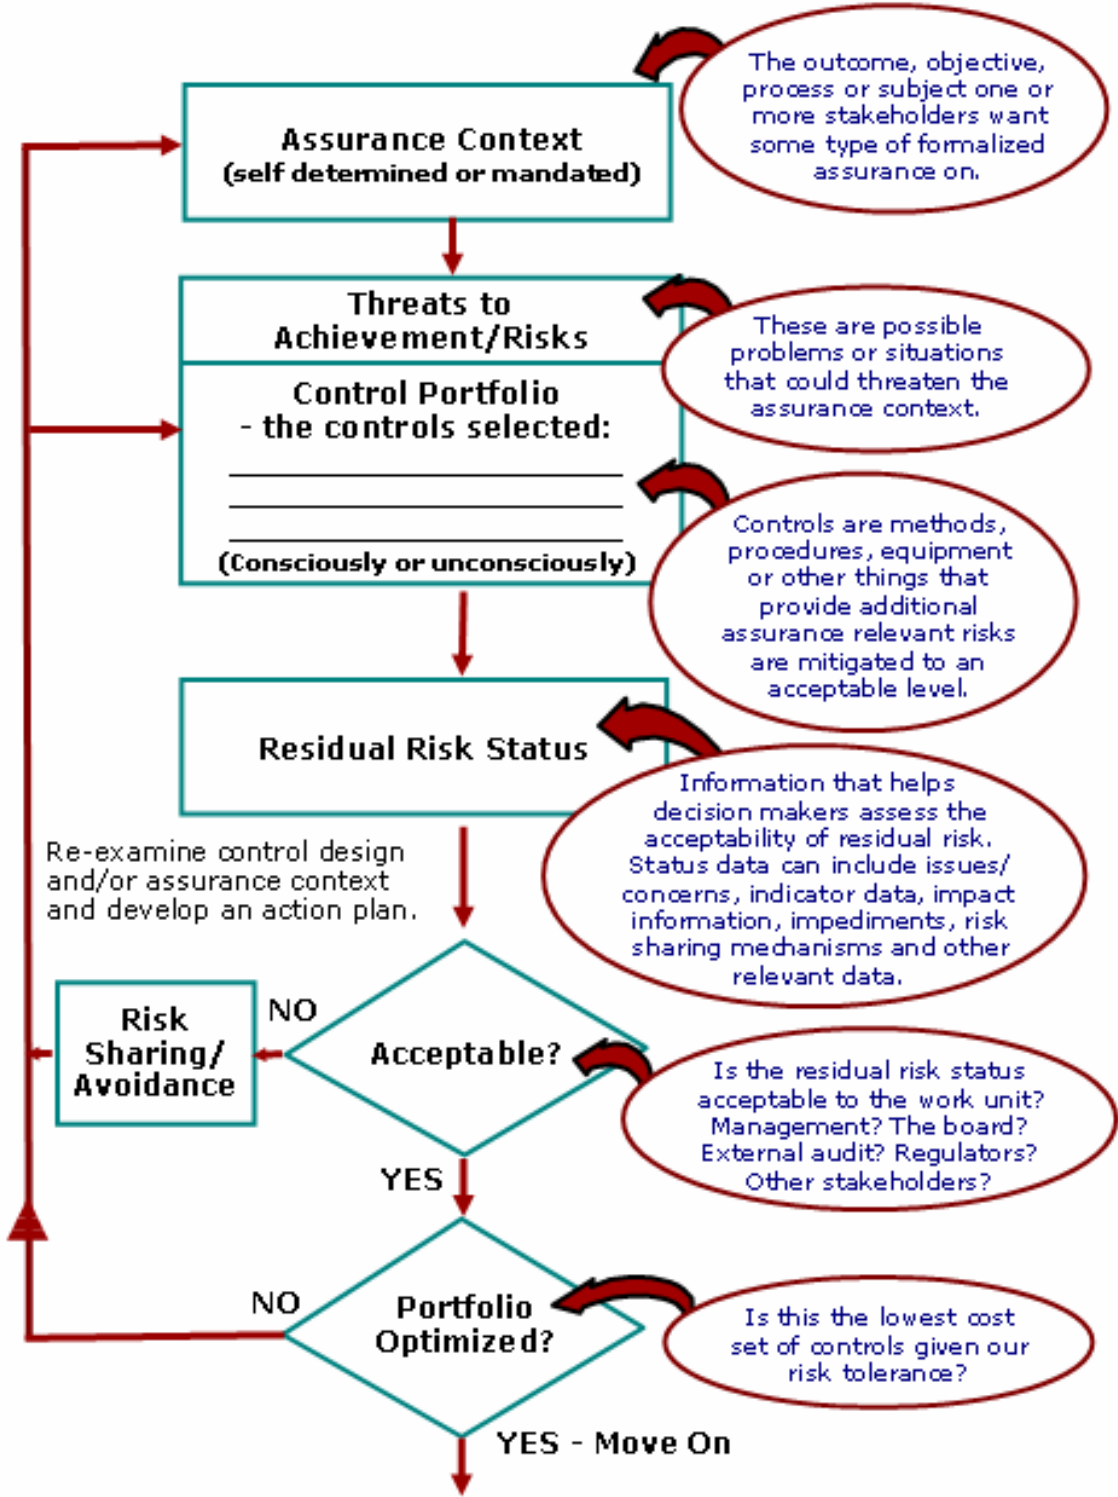 The outcome, objective,
process or subject one or
more stakeholders want
some type of formalized
assurance on.
Assurance Context
(self determined or mandated)
Threats to
Achievement/Risks
These are possible
problems or situations
that could threaten the
assurance context.
Control Portfolio
- the controls selected:
(Consciously or unconsciously)
Controls are methods,
procedures, equipment
or other things that
provide additional
assurance relevant risks
are mitigated to an
acceptable level.
Residual Risk Status
Information that helps
decision makers assess the
acceptability of residual risk.
Status data can include issues/
concerns, indicator data, impact
information, impediments, risk
sharing mechanisms and other
relevant data.
Re-examine control design
and/or assurance context
and develop an action plan.
NO
Risk
Sharing/
Avoidance
Acceptable?
Is the residual risk status
acceptable to the work unit?
Management? The board?
External audit? Regulators?
Other stakeholders?
YES
NO
Portfolio
Optimized?
Is this the lowest cost
set of controls given our
risk tolerance?
YES - Move On